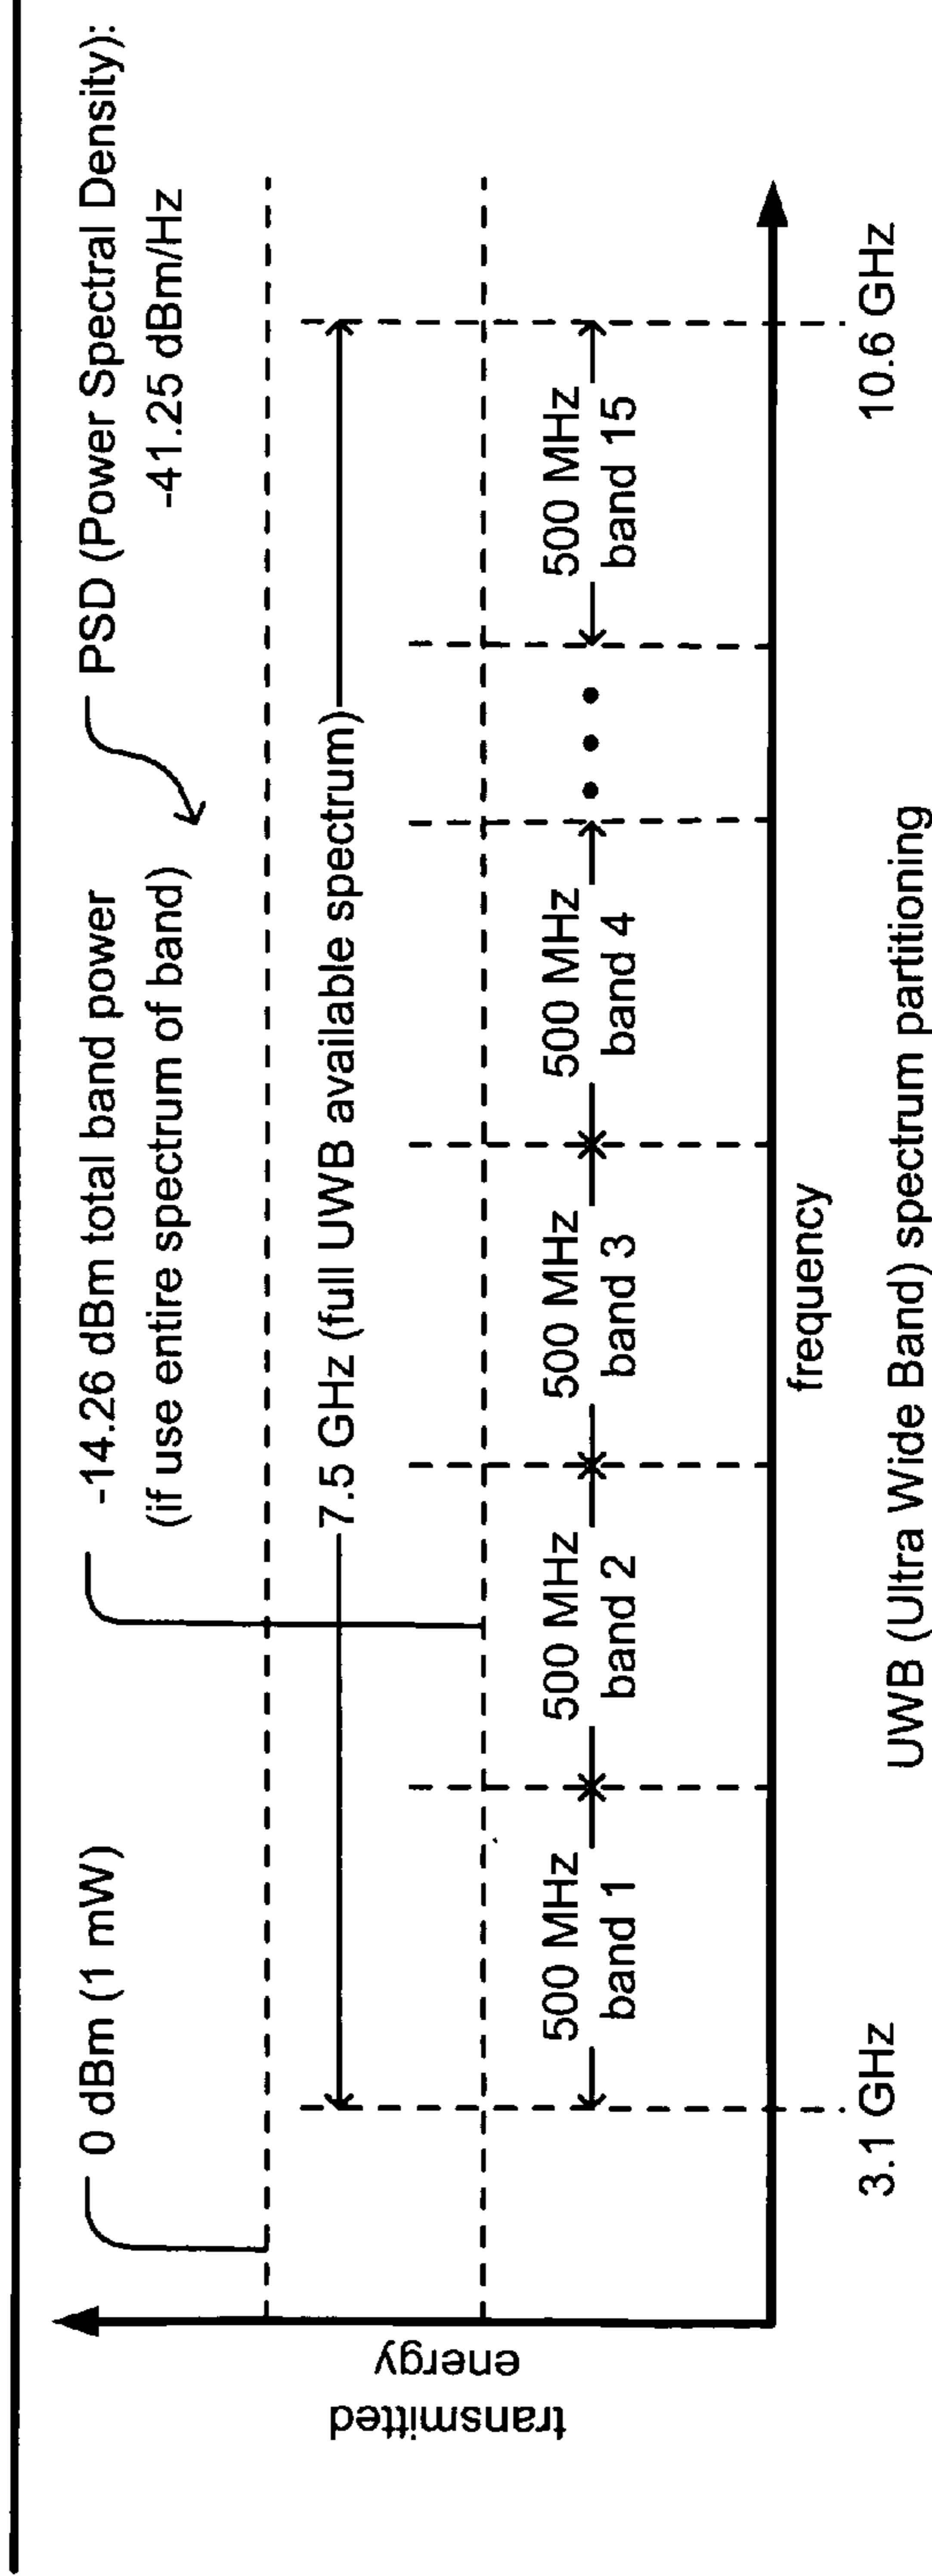 0 dBm (1 mW)
-14.26 dBm total band power
(if use entire spectrum of band)
PSD (Power Spectral Density):
-41.25 dBm/Hz
transmitted
energy
7.5 GHz (full UWB available spectrum)
500 MHz
band 1
500 MHz
band 2
500 MHz
band 3
500 MHz
band 4
• • •
500 MHz
band 15
3.1 GHz
frequency
10.6 GHz
UWB (Ultra Wide Band) spectrum partitioning